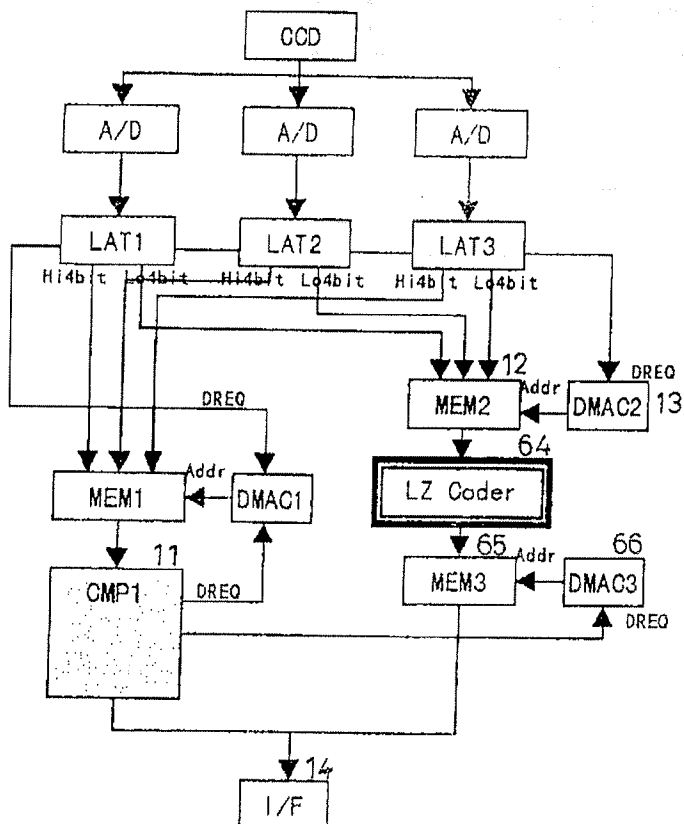 CCD
A/D A/D A/D
LAT1 LAT2 LAT3
Hi4bit Lo4bit Hi4bit Lo4bit Hi4bit Lo4bit
12
DREQ
Addr
MEM2 DMAC2 13
DREQ
64
Addr
LZ Coder
MEM1 DMAC1
11 65 66
Addr
CMP1 DREQ MEM3 DMAC3
DREQ
14
I/F